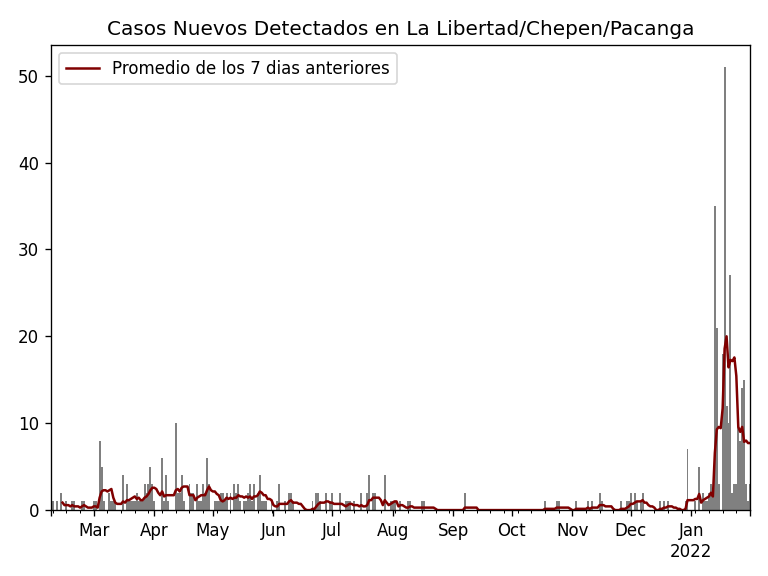 Casos Nuevos Detectados en La Libertad/Chepen/Pacanga
Promedio de los 7 dias anteriores
50
40
30
20
10
0
Mar Apr May Jun Jul Aug Sep Oct Nov Dec Jan
2022